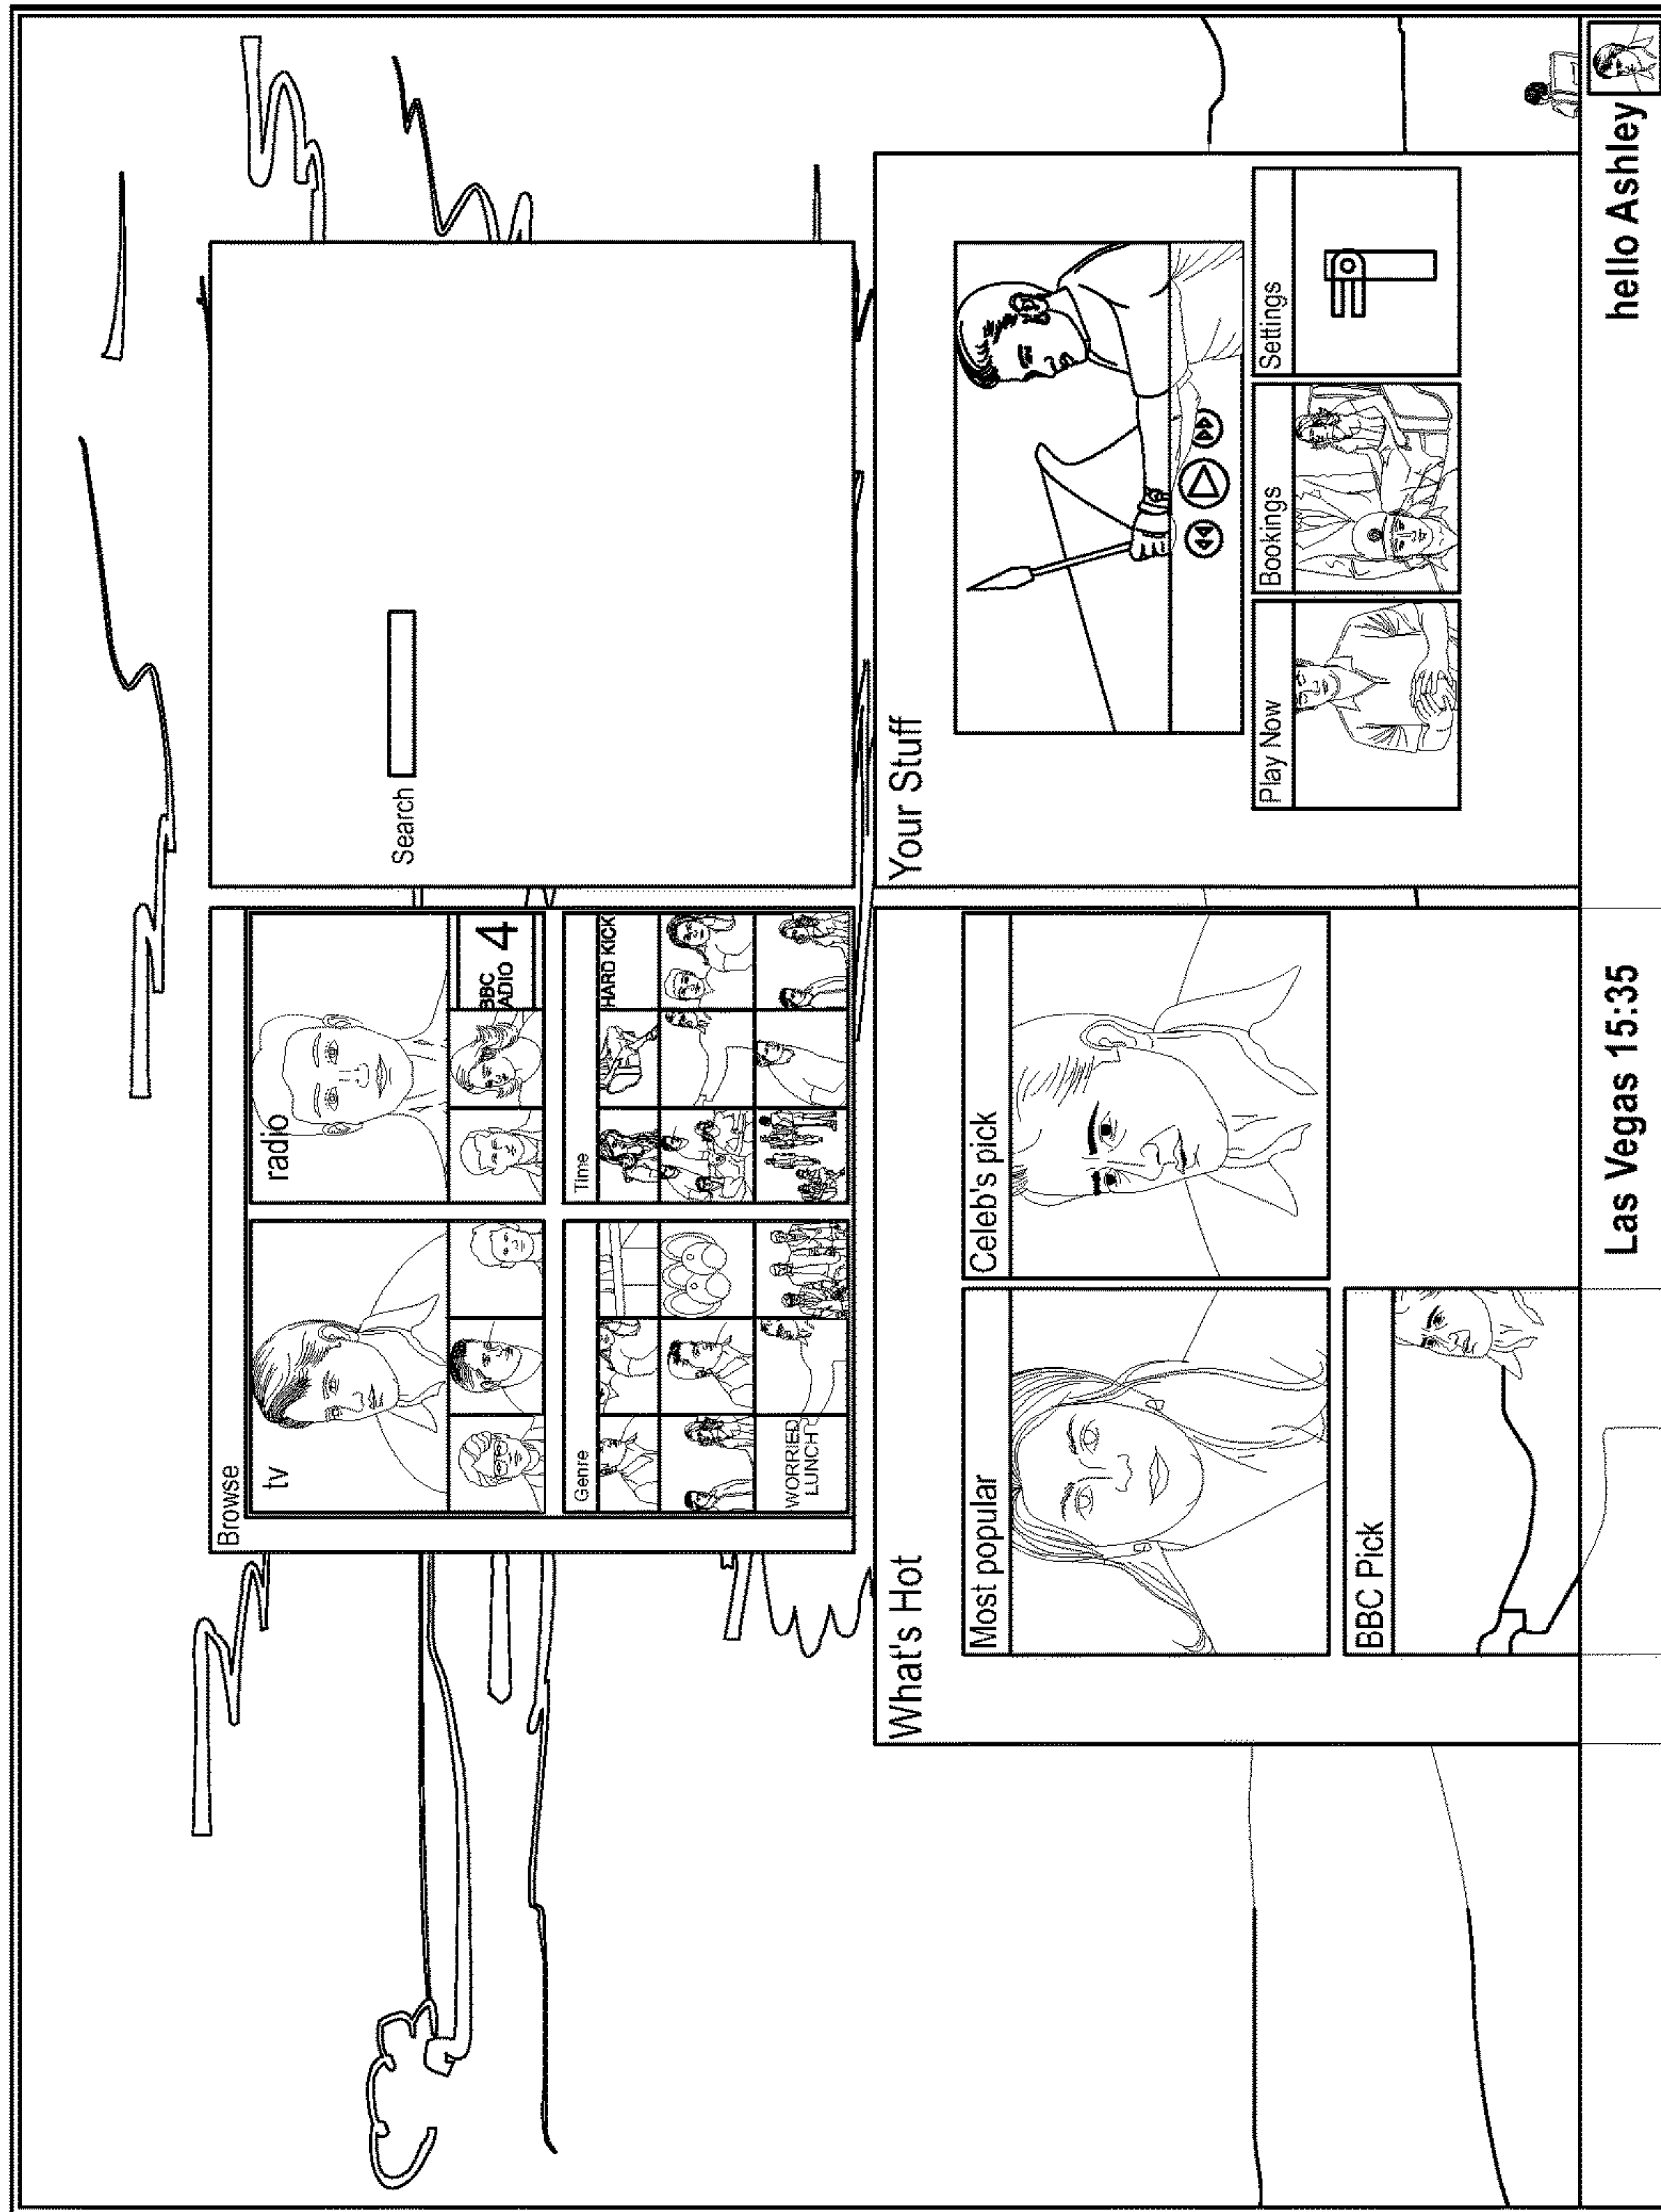 Browse
tv
radio
BBC
ADIO 4
Genre
WORRIED
LUNCH
Time
HARD KICK
Search
What's Hot
Most popular
Celeb's pick
BBC Pick
Your Stuff
Play Now
Bookings
Settings
Las Vegas 15:35
hello Ashley